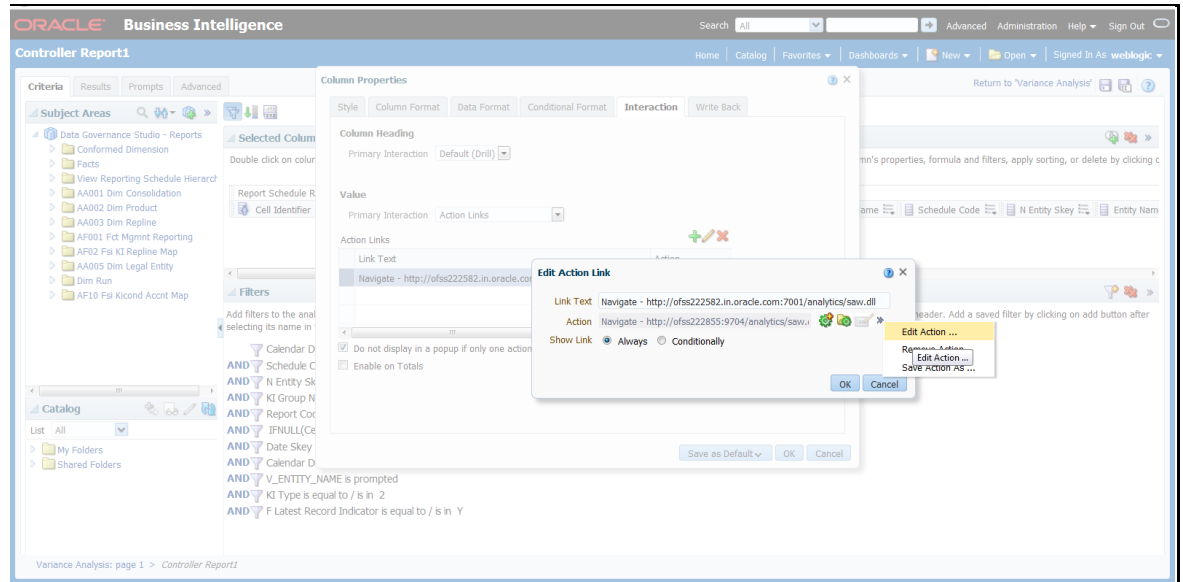 ORACLE Business Intelligence
Search All Advanced Administration Help Sign Out
Controller Report1
Home Catalog Favorites Dashboards New Open Signed In As weblogic
Criteria Results Prompts Advanced
Return to 'Variance Analysis'
Subject Areas
Data Governance Studio - Reports
Conformed Dimension
Facts
View Reporting Schedule Hierarch
AA001 Dim Consolidation
AA002 Dim Product
AA003 Dim Repline
AF001 Fct Mgmnt Reporting
AF02 Fsi KI Repline Map
AA005 Dim Legal Entity
Dim Run
AF10 Fsi Kicond Accnt Map
Catalog
List All
My Folders
Shared Folders
Selected Colum
Double click on colur
mn's properties, formula and filters, apply sorting, or delete by clicking c
Report Schedule R
Cell Identifier
ame Schedule Code N Entity Skey Entity Nam
Filters
Add filters to the anal
header. Add a saved filter by clicking on add button after
selecting its name in
Calendar D
AND Schedule C
AND N Entity Sk
AND KI Group N
AND Report Coc
AND IFNULL(Ce
AND Date Skey
AND Calendar D
AND V_ENTITY_NAME is prompted
AND KI Type is equal to / is in 2
AND F Latest Record Indicator is equal to / is in Y
Column Properties
Style Column Format Data Format Conditional Format Interaction Write Back
Column Heading
Primary Interaction Default (Drill)
Value
Primary Interaction Action Links
Action Links
Link Text Action
Navigate - http://ofss222582.in.oracle.cor
Do not display in a popup if only one action
Enable on Totals
Save as Default OK Cancel
Edit Action Link
Link Text Navigate - http://ofss222582.in.oracle.com:7001/analytics/saw.dll
Action Navigate - http://ofss222855:9704/analytics/saw.
Show Link Always Conditionally
OK Cancel
Edit Action ...
Remove Action
Edit Action ...
Save Action As ...
Variance Analysis: page 1 > Controller Report1